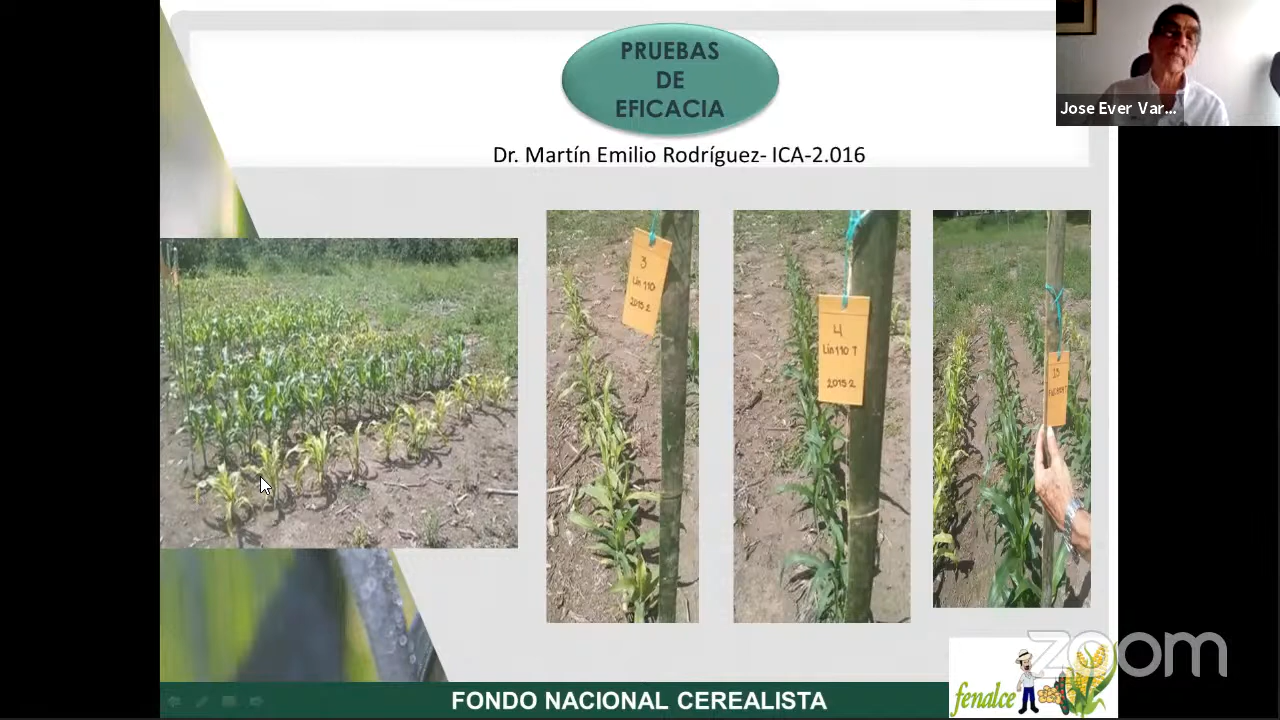 PRUEBAS
DE
EFICACIA
Dr. Martín Emilio Rodríguez- ICA-2.016
Jose Ever Var...
3
Lin 110
2015-2
4
Lin 110 T
2015-2
13
zoom
fenalce
FONDO NACIONAL CEREALISTA